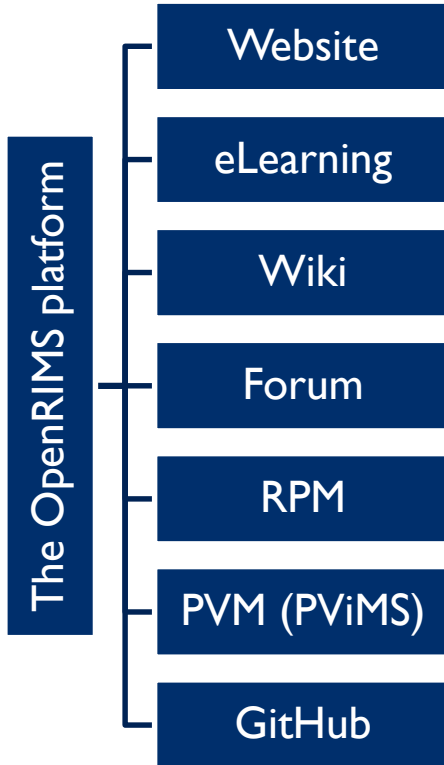 The OpenRIMS platform
Website
eLearning
Wiki
Forum
RPM
PVM (PViMS)
GitHub